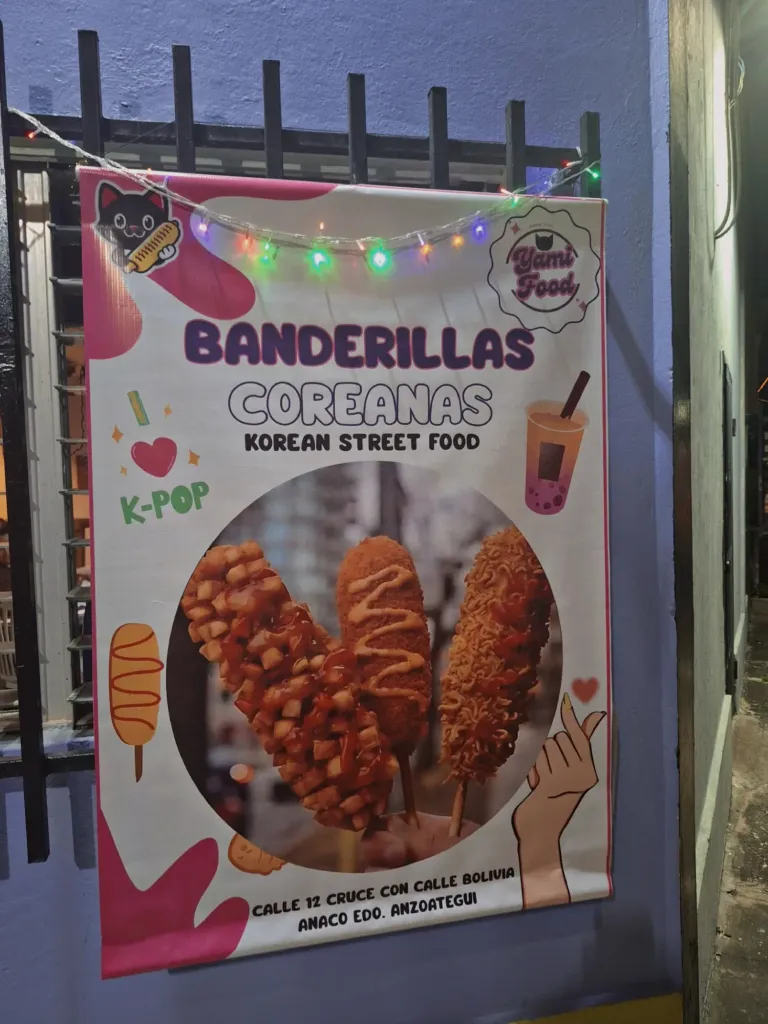 Yami
Food
BANDERILLAS
COREANAS
KOREAN STREET FOOD
K-POP
CALLE 12 CRUCE CON CALLE BOLIVIA
ANACO EDO. ANZOATEGUI